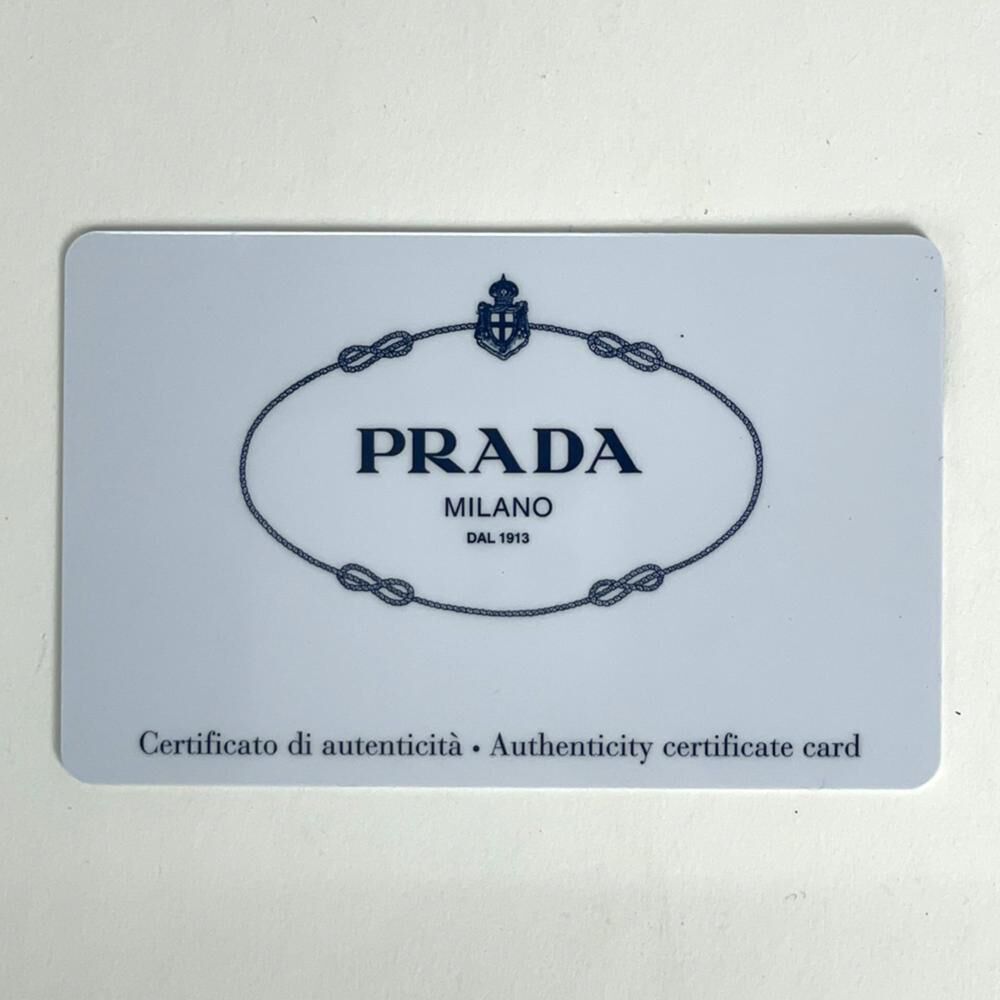 PRADA
MILANO
DAL 1913
Certificato di autenticità • Authenticity certificate card